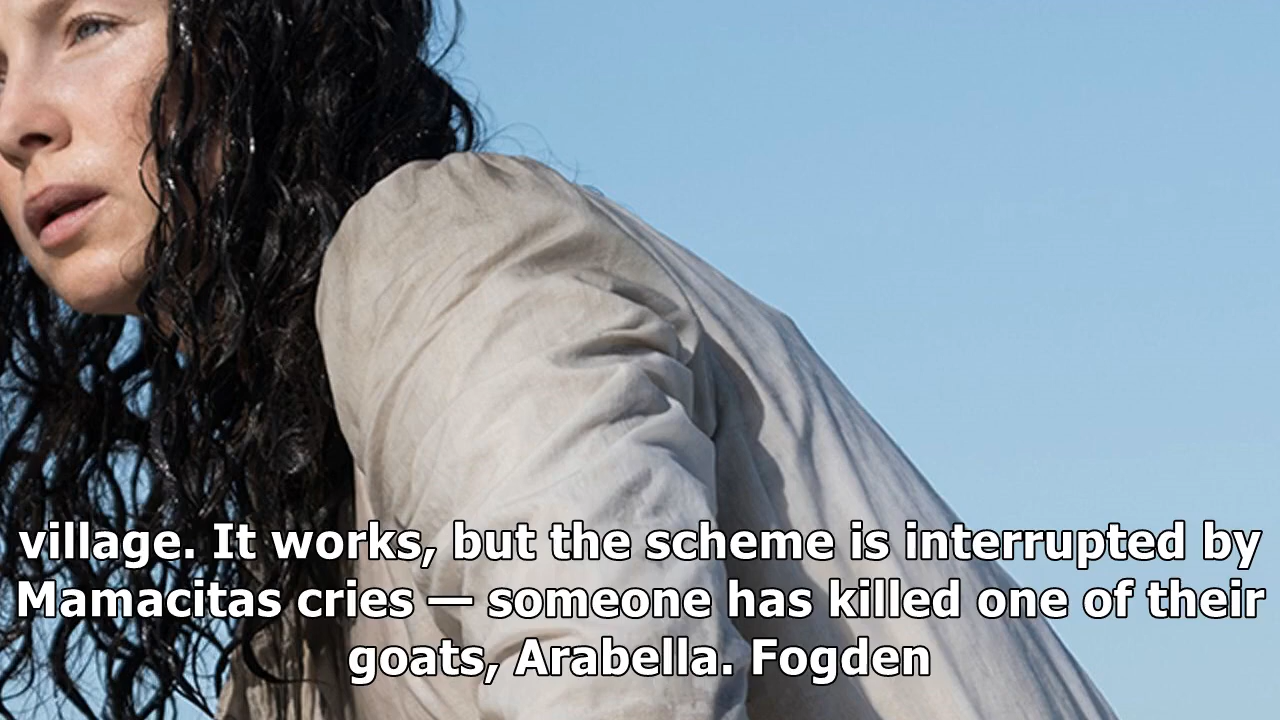 village. It works, but the scheme is interrupted by
Mamacitas cries — someone has killed one of their
goats, Arabella. Fogden